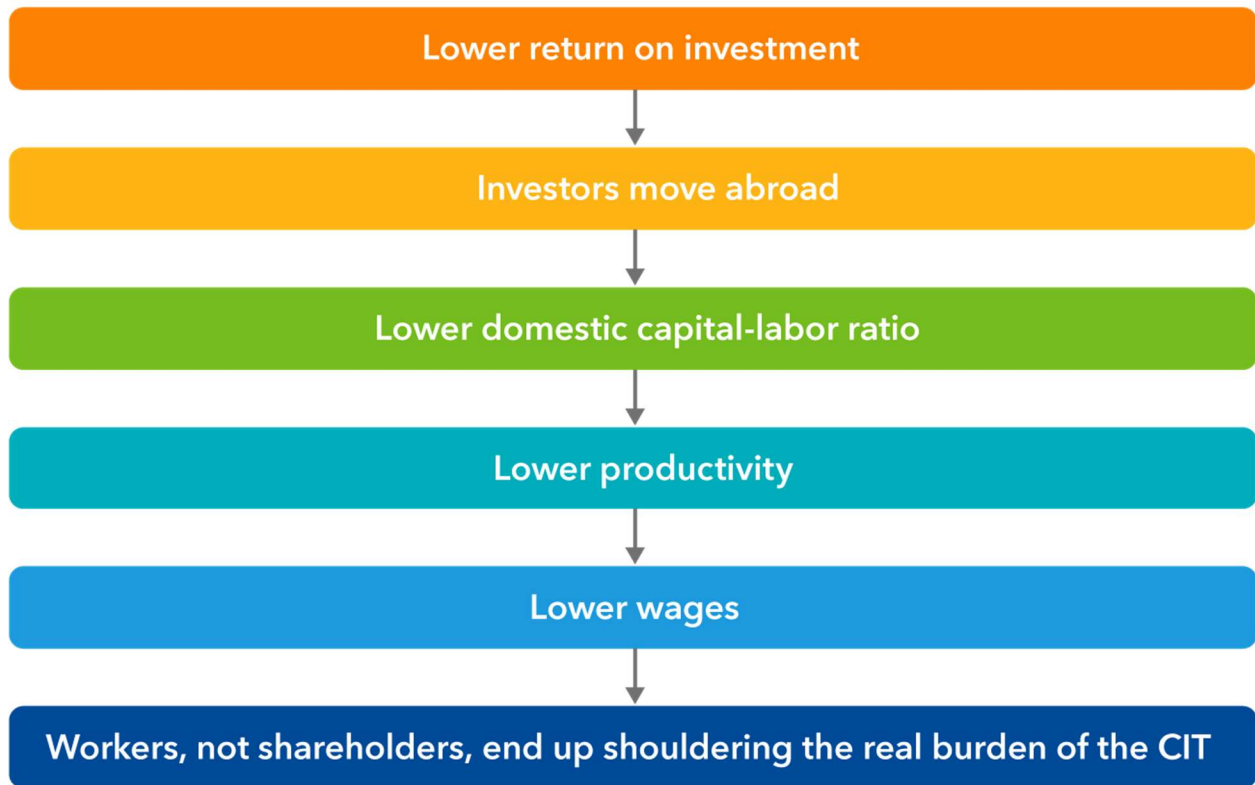 Lower return on investment
Investors move abroad
Lower domestic capital-labor ratio
Lower productivity
Lower wages
Workers, not shareholders, end up shouldering the real burden of the CIT